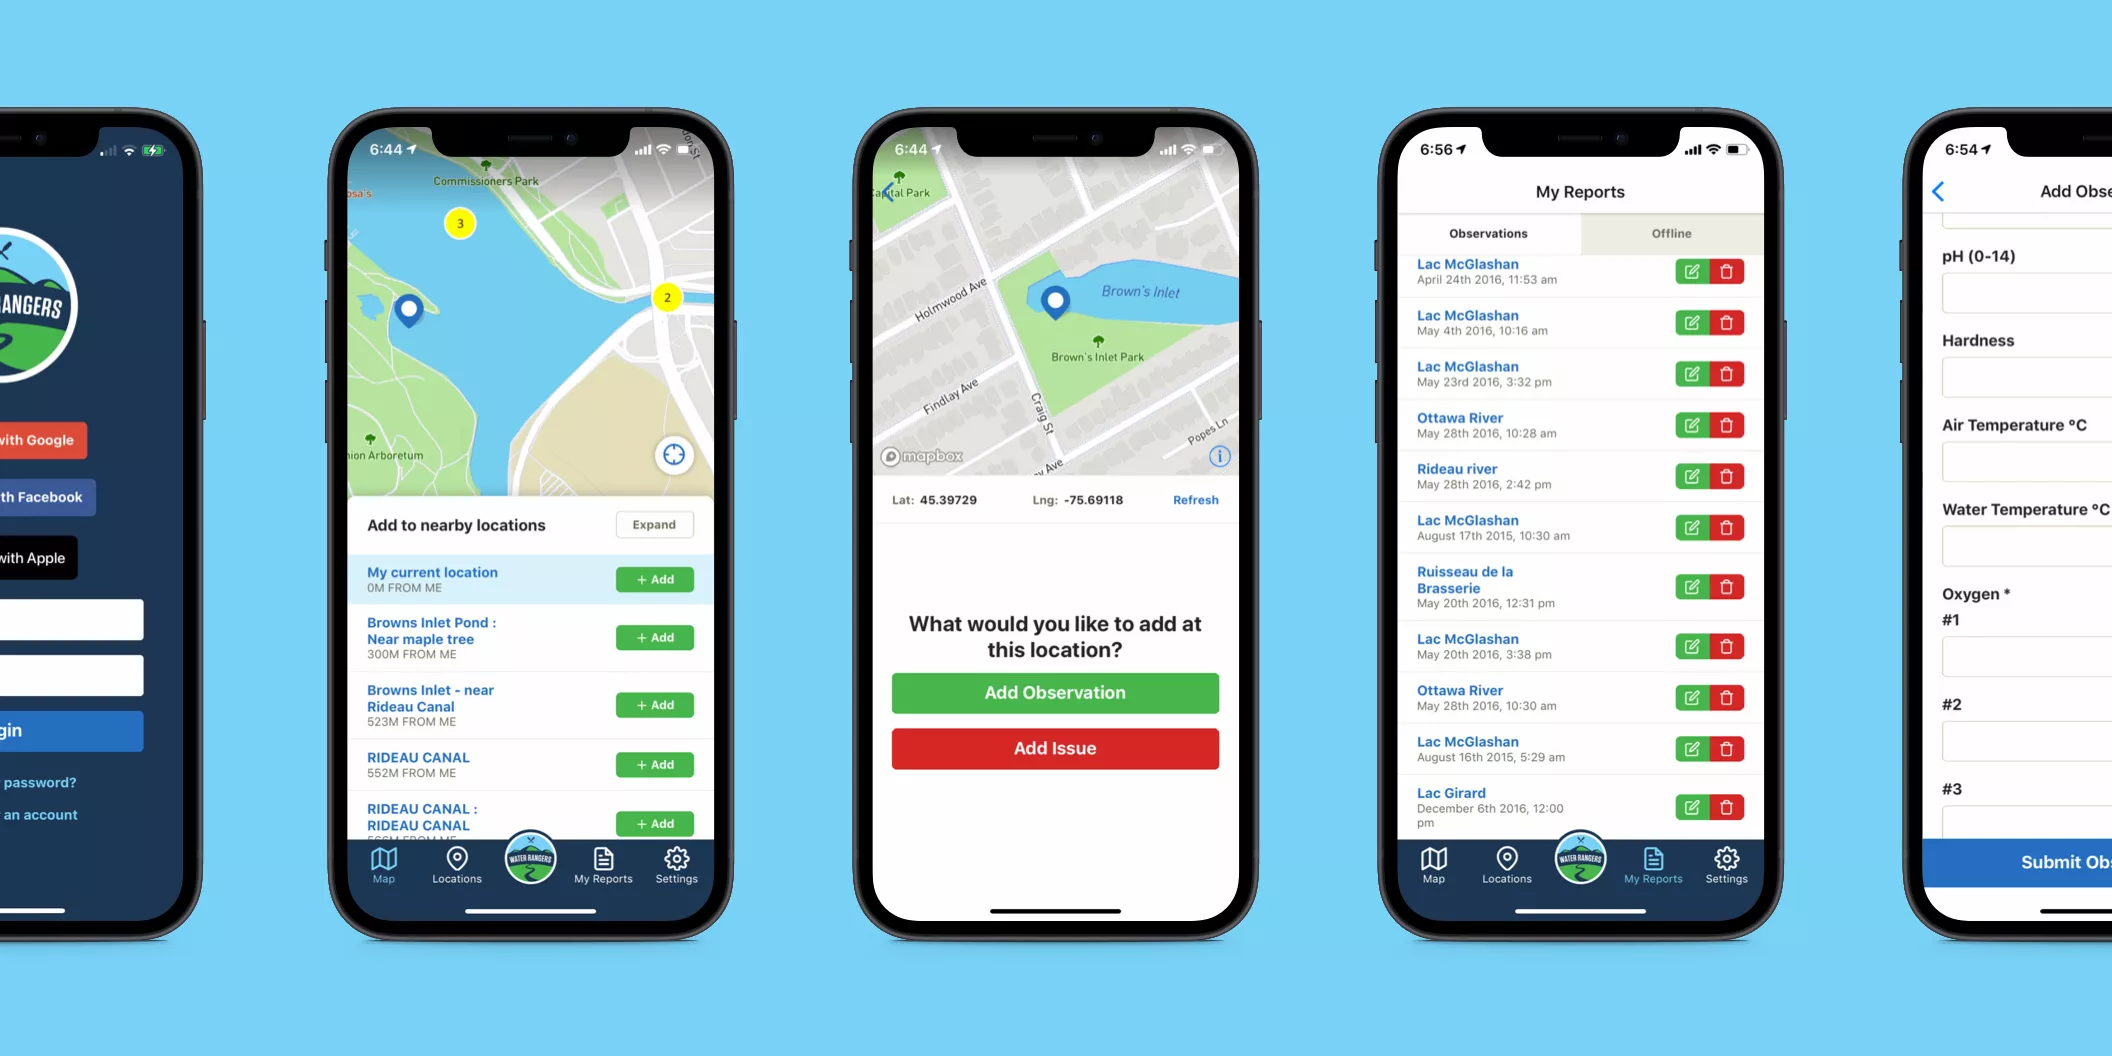 RANGERS
with Google
th Facebook
with Apple
gin
password?
an account
6:44
Commissioners Park
osa's
3
2
ion Arboretum
Add to nearby locations
Expand
My current location
0M FROM ME
+ Add
Browns Inlet Pond :
Near maple tree
300M FROM ME
+ Add
Browns Inlet - near
Rideau Canal
523M FROM ME
+ Add
RIDEAU CANAL
552M FROM ME
+ Add
RIDEAU CANAL :
RIDEAU CANAL
566M FROM ME
+ Add
WATER RANGERS
Map
Locations
My Reports
Settings
6:44
Capital Park
Holmwood Ave
Brown's Inlet
Brown's Inlet Park
Findlay Ave
Craig St
Popes Ln
y Ave
mapbox
Lat: 45.39729
Lng: -75.69118
Refresh
What would you like to add at
this location?
Add Observation
Add Issue
6:56
My Reports
Observations
Offline
Lac McGlashan
April 24th 2016, 11:53 am
Lac McGlashan
May 4th 2016, 10:16 am
Lac McGlashan
May 23rd 2016, 3:32 pm
Ottawa River
May 28th 2016, 10:28 am
Rideau river
May 28th 2016, 2:42 pm
Lac McGlashan
August 17th 2015, 10:30 am
Ruisseau de la
Brasserie
May 20th 2016, 12:31 pm
Lac McGlashan
May 20th 2016, 3:38 pm
Ottawa River
May 28th 2016, 10:30 am
Lac McGlashan
August 16th 2015, 5:29 am
Lac Girard
December 6th 2016, 12:00
pm
WATER RANGERS
Map
Locations
My Reports
Settings
6:54
Add Obse
pH (0-14)
Hardness
Air Temperature °C
Water Temperature °C
Oxygen *
#1
#2
#3
Submit Obs